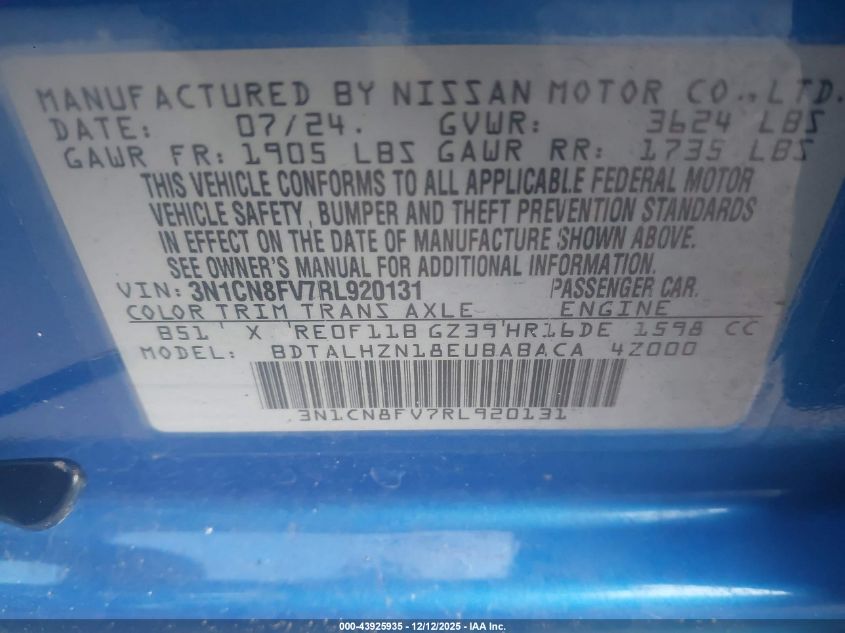 MANUFACTURED BY NISSAN MOTOR CO., LTD.
DATE: 07/24. GVWR: 3624 LBS
GAWR FR: 1905 LBS GAWR RR: 1735 LBS
THIS VEHICLE CONFORMS TO ALL APPLICABLE FEDERAL MOTOR
VEHICLE SAFETY, BUMPER AND THEFT PREVENTION STANDARDS
IN EFFECT ON THE DATE OF MANUFACTURE SHOWN ABOVE.
SEE OWNER'S MANUAL FOR ADDITIONAL INFORMATION.
VIN: 3N1CN8FV7RL920131 PASSENGER CAR.
COLOR TRIM TRANS AXLE ENGINE
B51 X RE0F11B GZ39 HR16DE 1598 CC
MODEL: BDTALHZN18EUBABACA 4Z000
3N1CN8FV7RL920131
000-43925935 - 12/12/2025 - IAA Inc.